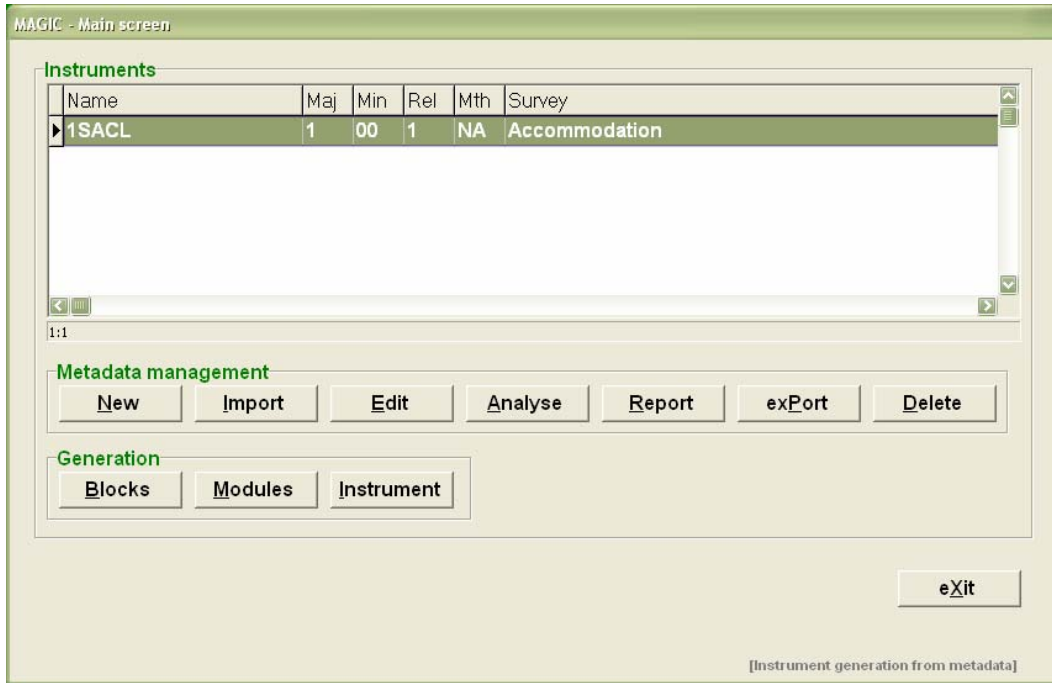 MAGIC - Main screen
Instruments
Name Maj Min Rel Mth Survey
1SACL 1 00 1 NA Accommodation
1:1
Metadata management
New Import Edit Analyse Report exPort Delete
Generation
Blocks Modules Instrument
eXit
[Instrument generation from metadata]